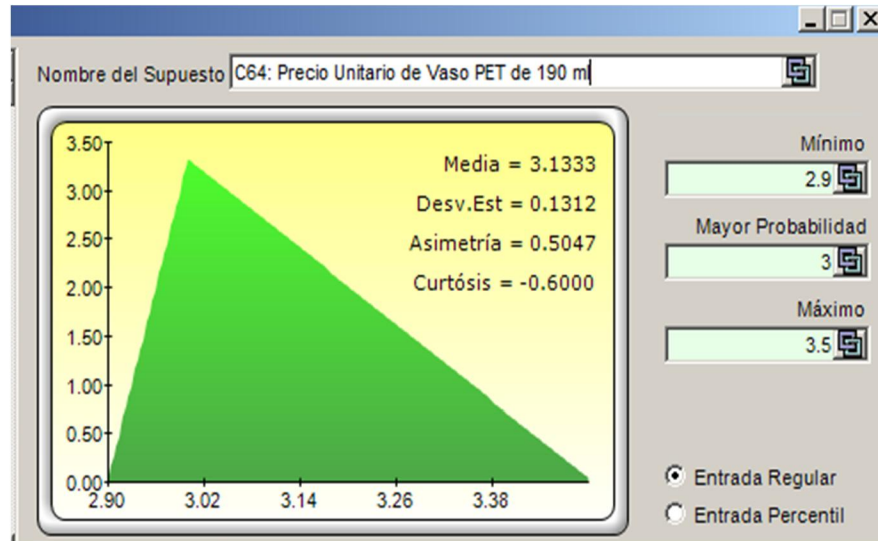 Nombre del Supuesto C64: Precio Unitario de Vaso PET de 190 ml
3.50
3.00
2.50
2.00
1.50
1.00
0.50
0.00
2.90 3.02 3.14 3.26 3.38
Media = 3.1333
Desv.Est = 0.1312
Asimetría = 0.5047
Curtósis = -0.6000
Mínimo
2.9
Mayor Probabilidad
3
Máximo
3.5
Entrada Regular
Entrada Percentil